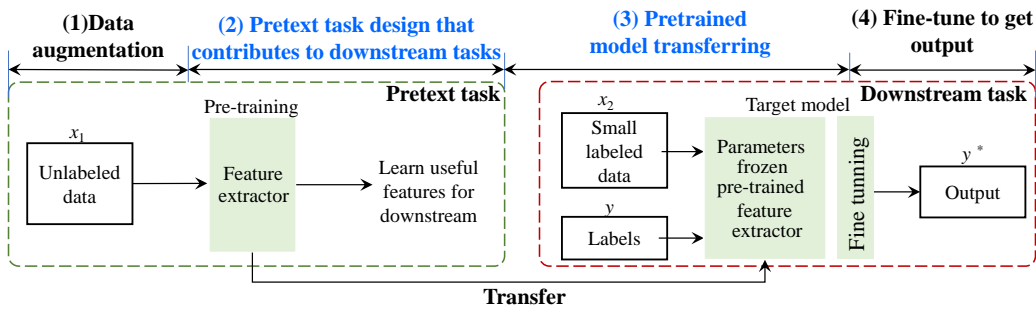 (1)Data
augmentation
(2) Pretext task design that
contributes to downstream tasks
(3) Pretrained
model transferring
(4) Fine-tune to get
output
Pretext task
Pre-training
x1
Unlabeled
data
Feature
extractor
Learn useful
features for
downstream
Downstream task
Target model
x2
Small
labeled
data
y
Labels
Parameters
frozen
pre-trained
feature
extractor
Fine tunning
y*
Output
Transfer